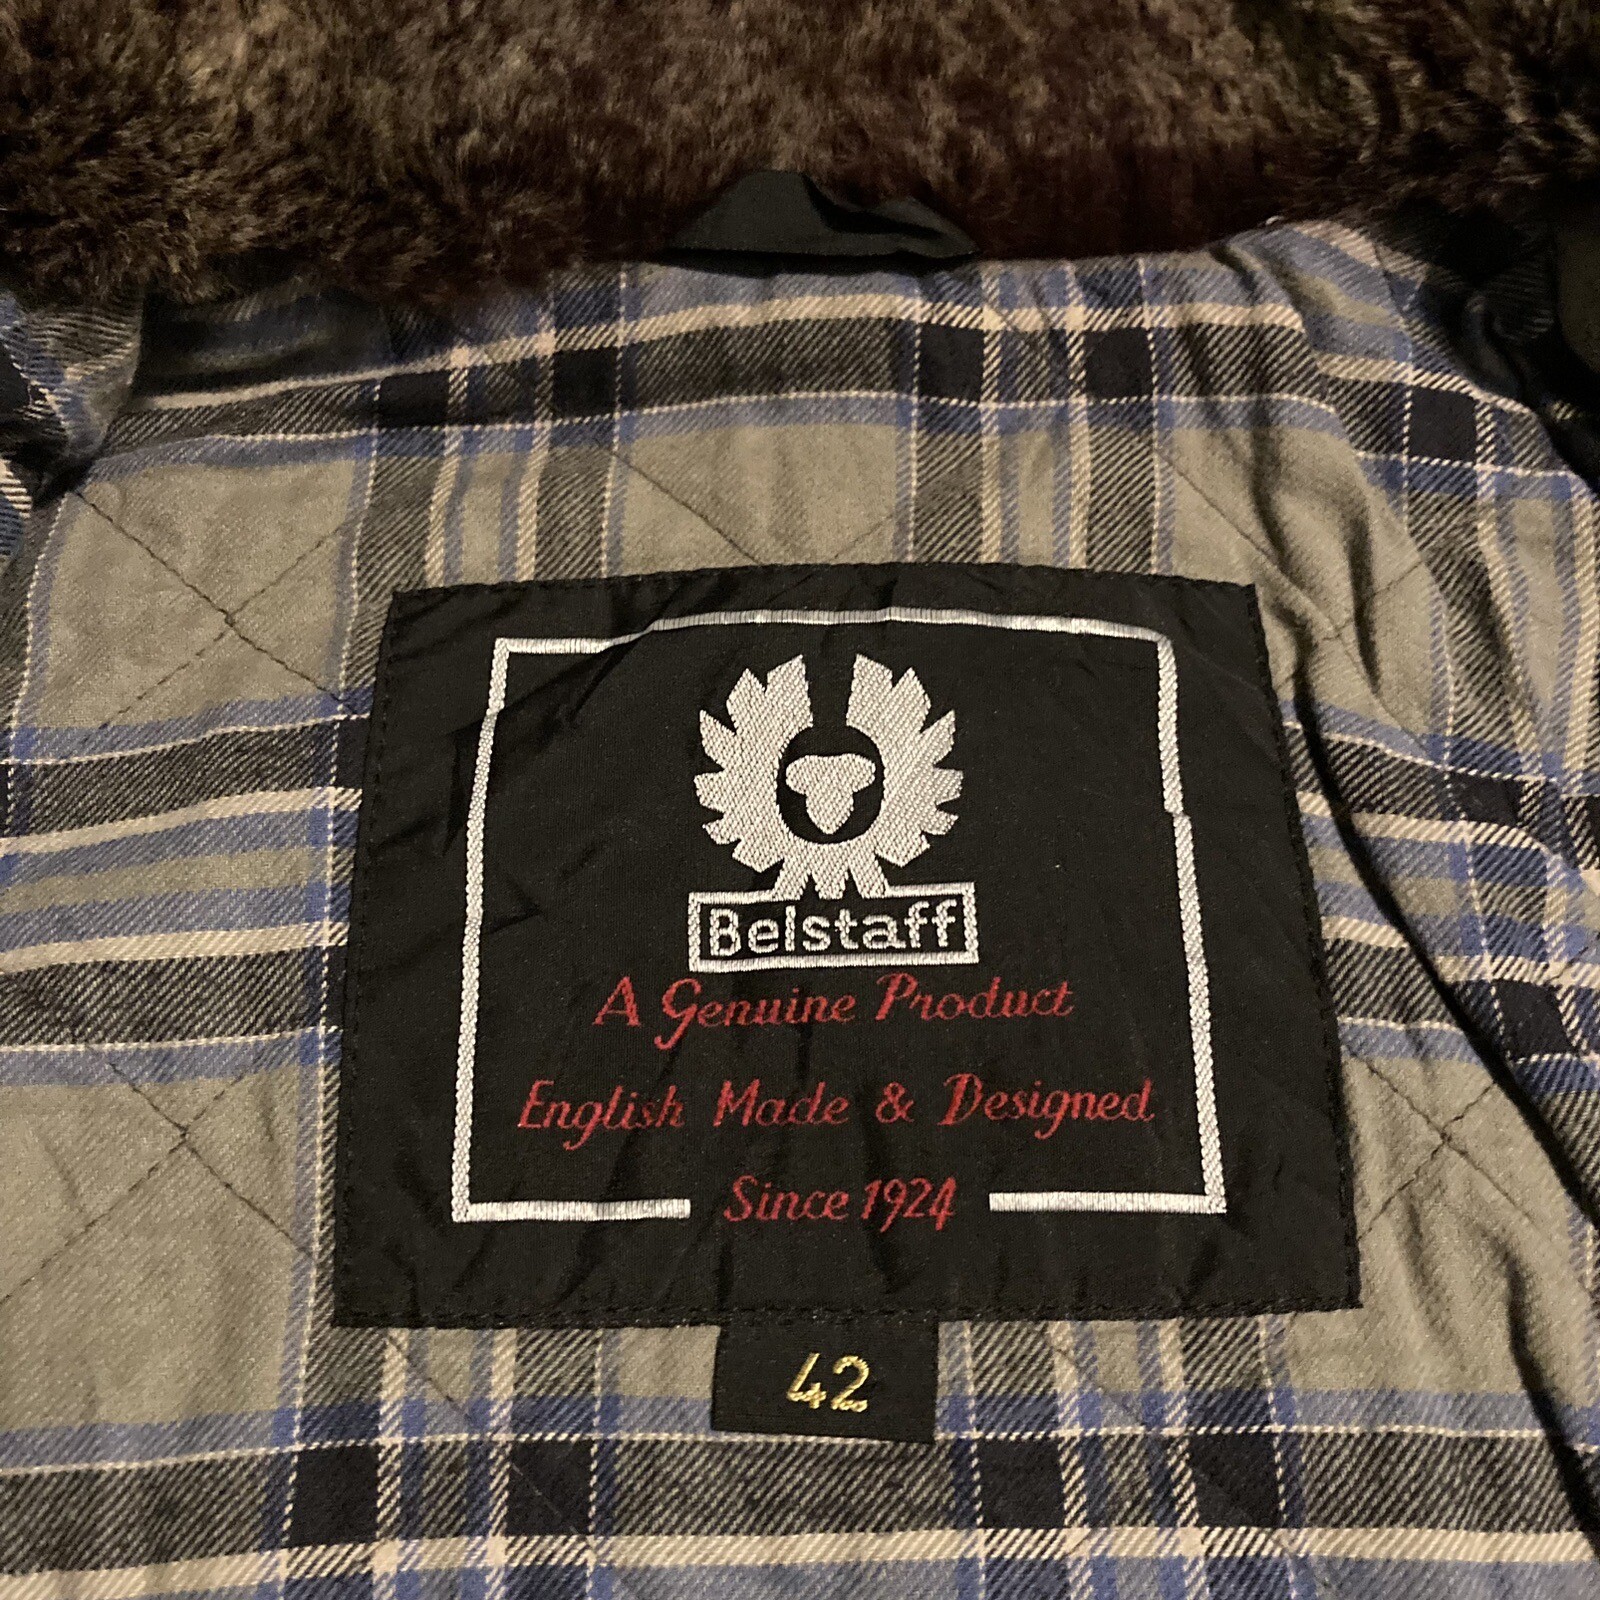 Belstaff
A Genuine Product
English Made & Designed
Since 1924
42